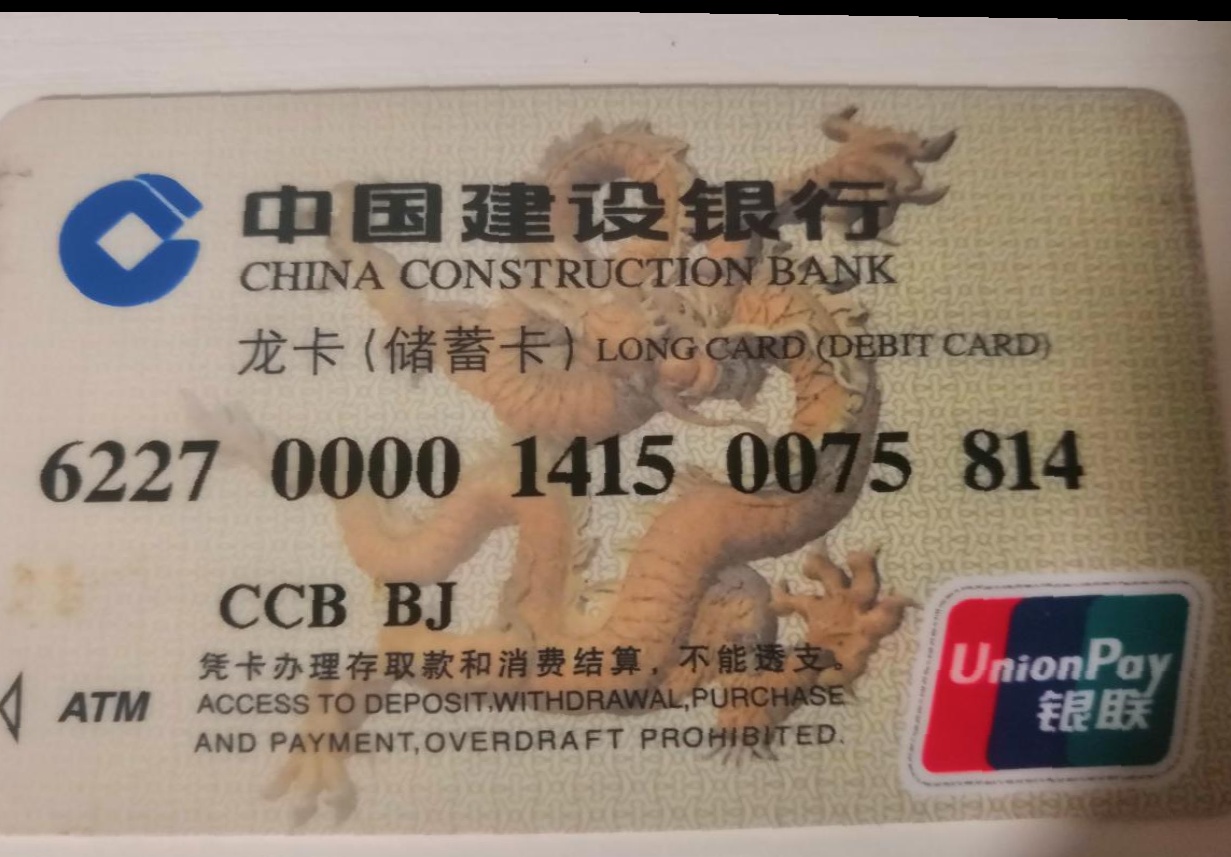 中国建设银行
CHINA CONSTRUCTION BANK
龙卡(储蓄卡) LONG CARD (DEBIT CARD)
6227 0000 1415 0075 814
CCB BJ
凭卡办理存取款和消费结算，不能透支。
ATM ACCESS TO DEPOSIT,WITHDRAWAL,PURCHASE
AND PAYMENT,OVERDRAFT PROHIBITED.
UnionPay
银联